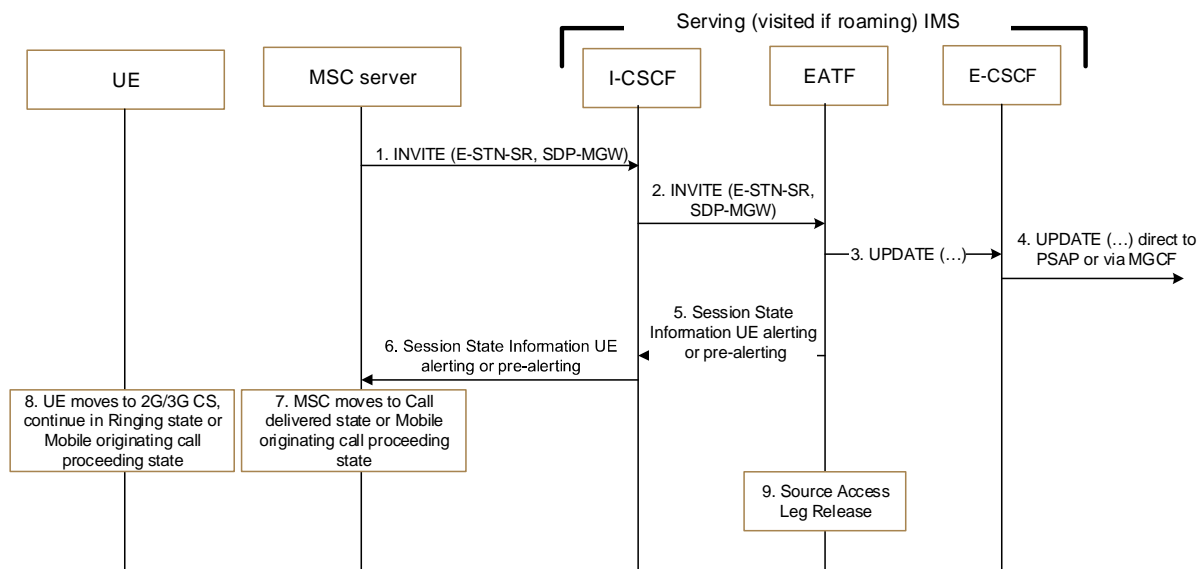 Serving (visited if roaming) IMS
UE
MSC server
I-CSCF
EATF
E-CSCF
1. INVITE (E-STN-SR, SDP-MGW)
2. INVITE (E-STN-SR,
SDP-MGW)
3. UPDATE (…)
4. UPDATE (…) direct to
PSAP or via MGCF
5. Session State
Information UE alerting
or pre-alerting
6. Session State Information UE
alerting or pre-alerting
8. UE moves to 2G/3G CS,
continue in Ringing state or
Mobile originating call
proceeding state
7. MSC moves to Call
delivered state or Mobile
originating call proceeding
state
9. Source Access
Leg Release